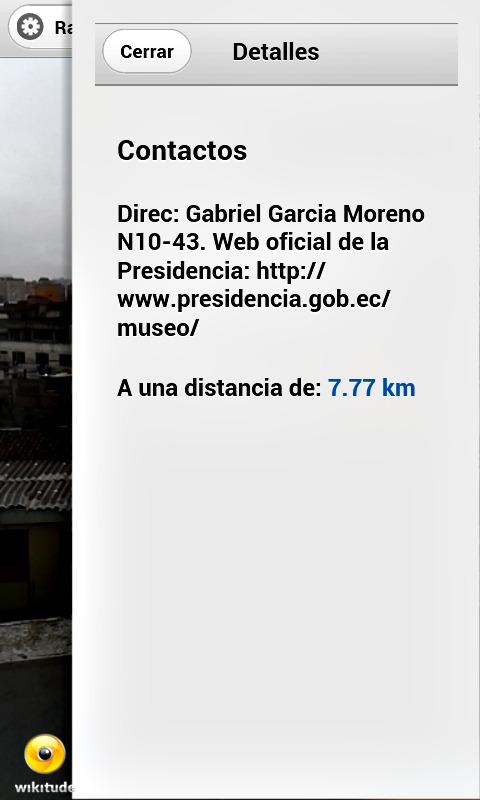 Ra
Cerrar
Detalles
Contactos
Direc: Gabriel Garcia Moreno
N10-43. Web oficial de la
Presidencia: http://
www.presidencia.gob.ec/
museo/
A una distancia de: 7.77 km
wikitude